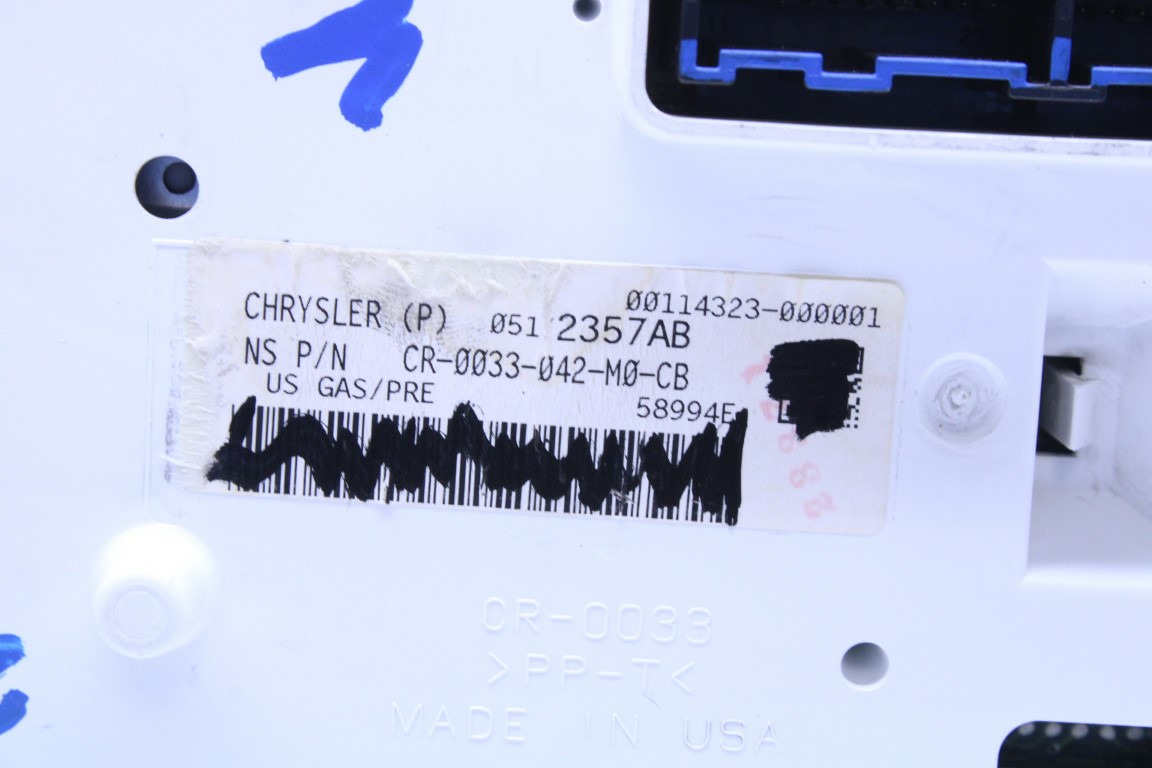 00114323-000001
CHRYSLER (P) 051 2357AB
NS P/N CR-0033-042-M0-CB
US GAS/PRE
58994E
CR-0033
>PP-T<
MADE IN USA